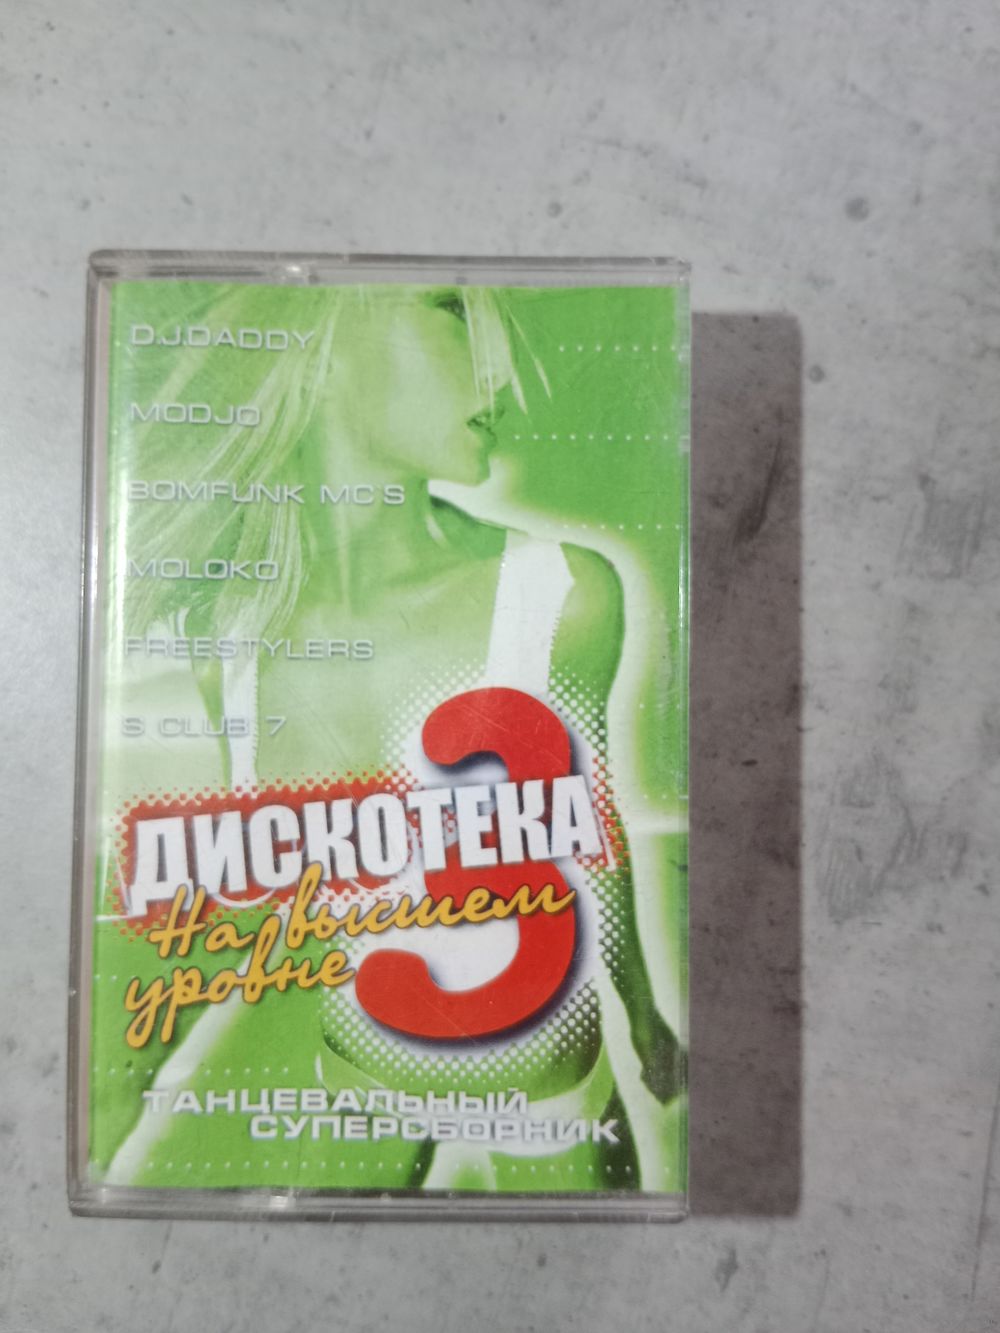 D.J.DADDY
MODJO
BOMFUNK MC'S
MOLOKO
FREESTYLERS
S CLUB 7
3
ДИСКОТЕКА
На высшем
уровне
ТАНЦЕВАЛЬНЫЙ
СУПЕРСБОРНИК